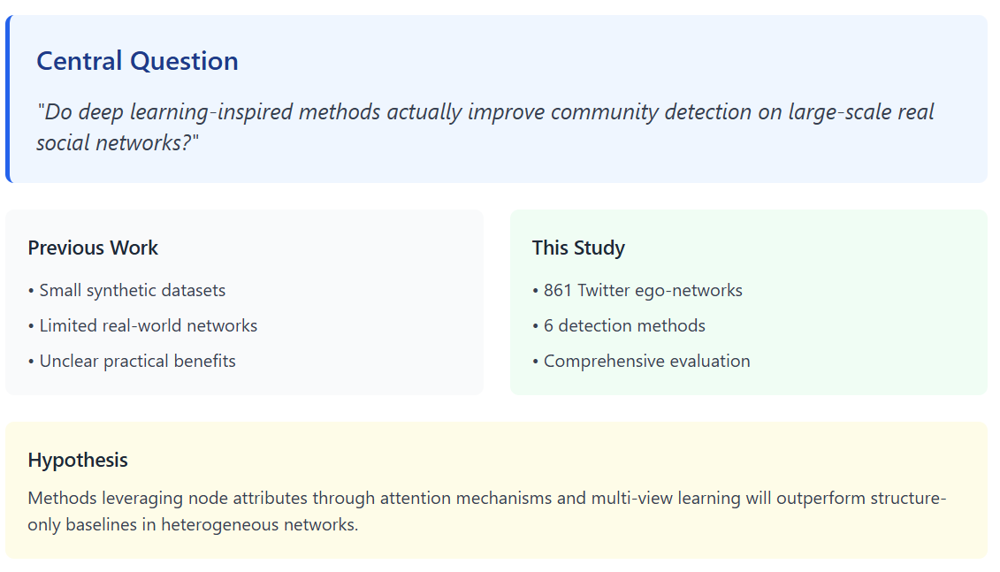 Central Question
"Do deep learning-inspired methods actually improve community detection on large-scale real
social networks?"
Previous Work
• Small synthetic datasets
• Limited real-world networks
• Unclear practical benefits
This Study
• 861 Twitter ego-networks
• 6 detection methods
• Comprehensive evaluation
Hypothesis
Methods leveraging node attributes through attention mechanisms and multi-view learning will outperform structure-
only baselines in heterogeneous networks.